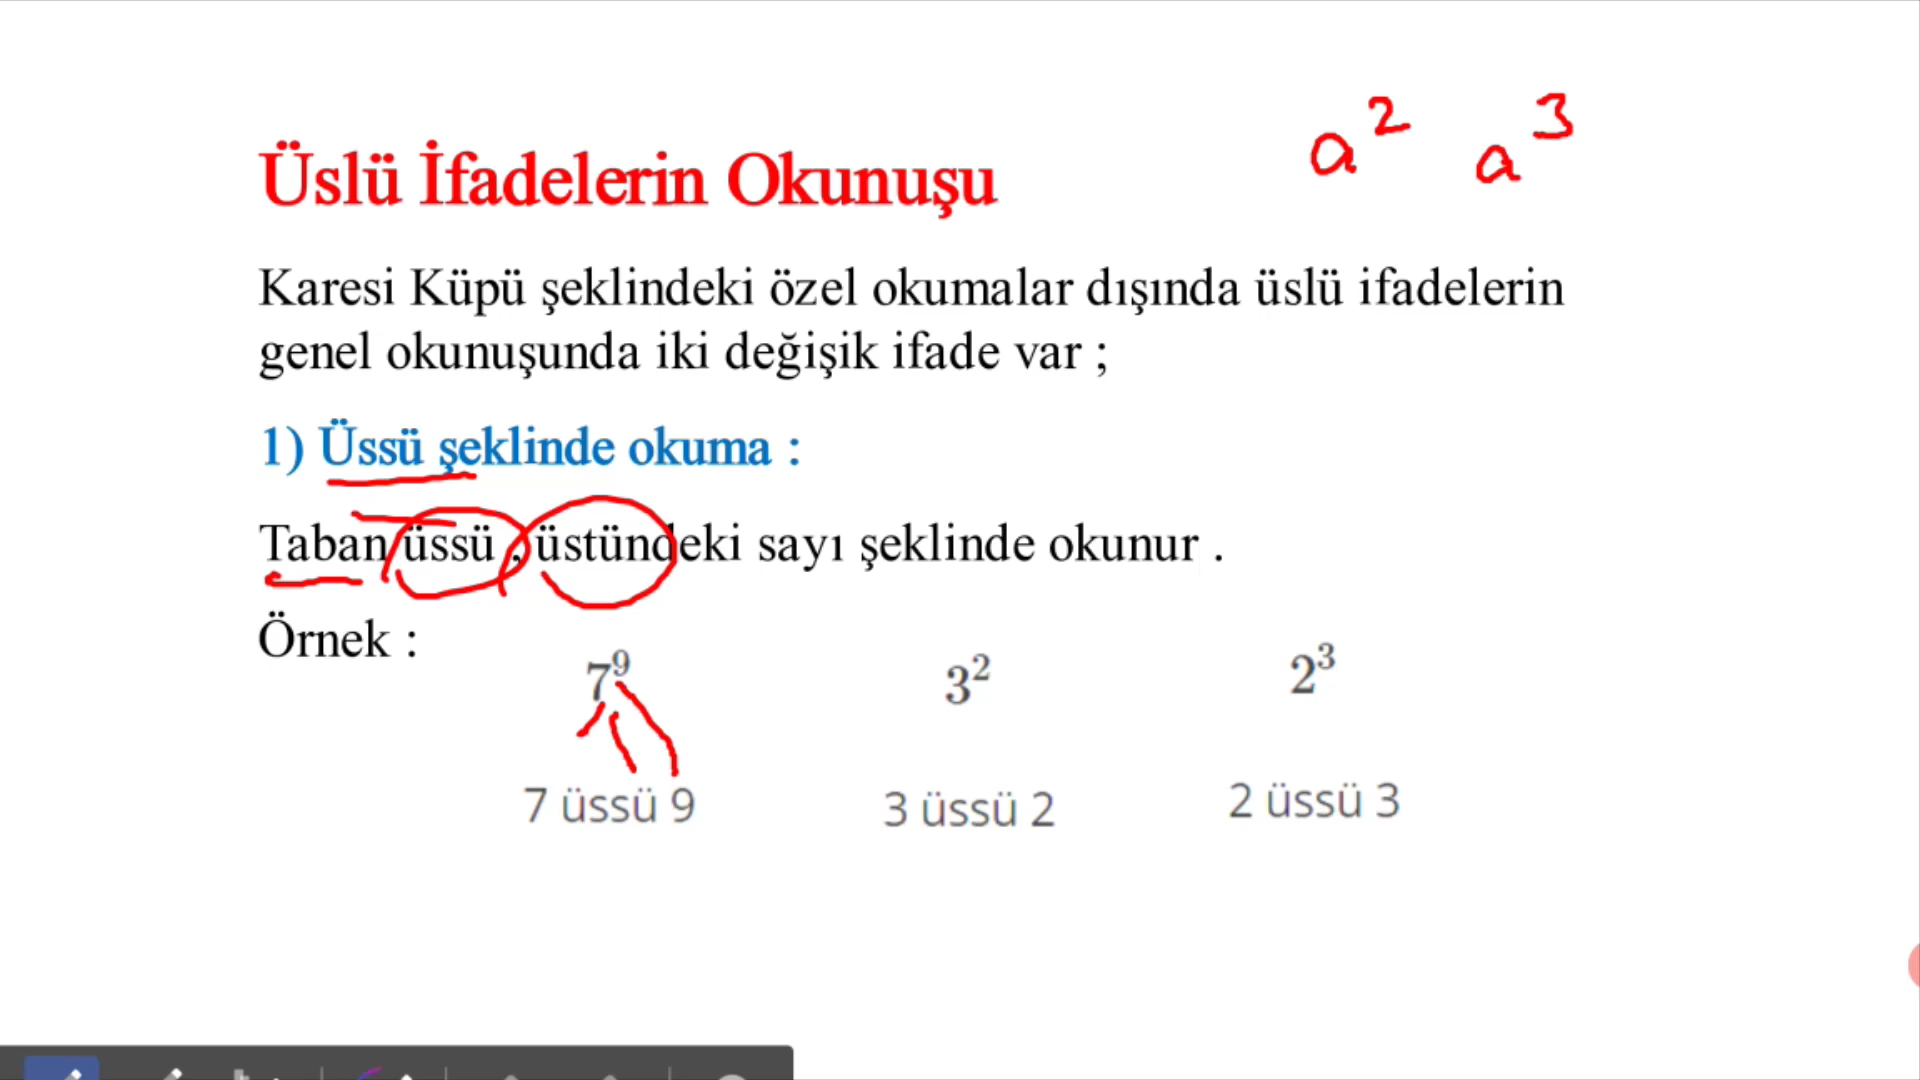 a² a³
Üslü İfadelerin Okunuşu
Karesi Küpü şeklindeki özel okumalar dışında üslü ifadelerin
genel okunuşunda iki değişik ifade var ;
1) Üssü şeklinde okuma :
Taban üssü , üstündeki sayı şeklinde okunur .
Örnek :
7⁹ 3² 2³
7 üssü 9 3 üssü 2 2 üssü 3